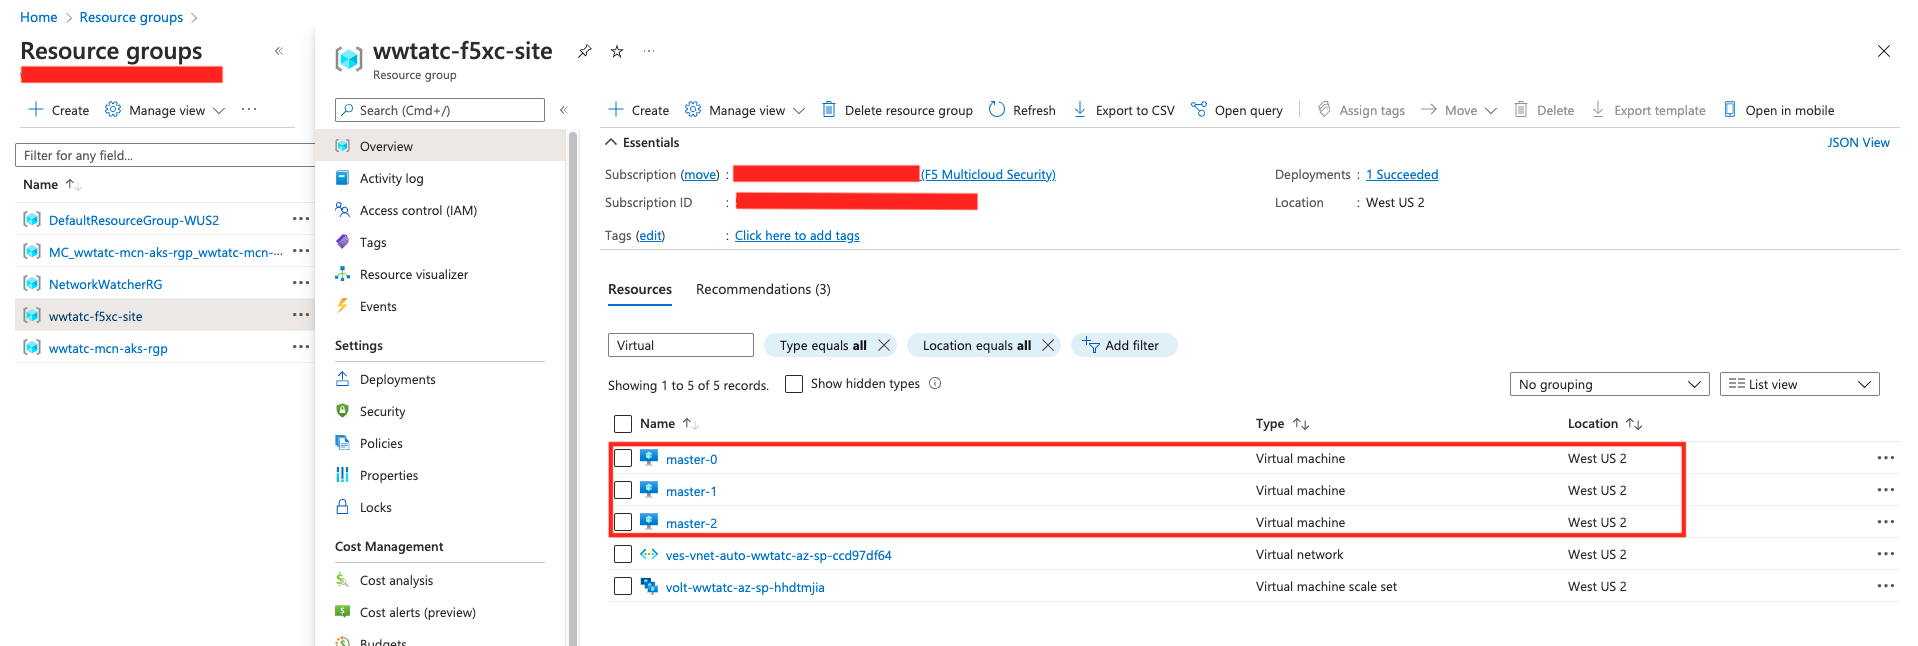 Home > Resource groups >
Resource groups
«
+ Create
Manage view
...
Filter for any field...
Name ↑↓
DefaultResourceGroup-WUS2 ...
MC_wwtatc-mcn-aks-rgp_wwtatc-mcn-... ...
NetworkWatcherRG ...
wwtatc-f5xc-site ...
wwtatc-mcn-aks-rgp ...
wwtatc-f5xc-site ...
Resource group
Search (Cmd+/)
«
Overview
Activity log
Access control (IAM)
Tags
Resource visualizer
Events
Settings
Deployments
Security
Policies
Properties
Locks
Cost Management
Cost analysis
Cost alerts (preview)
Budgets
+ Create Manage view Delete resource group Refresh Export to CSV Open query | Assign tags Move Delete Export template Open in mobile
Essentials
JSON View
Subscription (move) : (F5 Multicloud Security)
Subscription ID :
Tags (edit) : Click here to add tags
Deployments : 1 Succeeded
Location : West US 2
Resources Recommendations (3)
Virtual
Type equals all ×
Location equals all ×
Add filter
Showing 1 to 5 of 5 records.
Show hidden types
No grouping
List view
Name ↑↓ Type ↑↓ Location ↑↓
master-0 Virtual machine West US 2 ...
master-1 Virtual machine West US 2 ...
master-2 Virtual machine West US 2 ...
ves-vnet-auto-wwtatc-az-sp-ccd97df64 Virtual network West US 2 ...
volt-wwtatc-az-sp-hhdtmjia Virtual machine scale set West US 2 ...